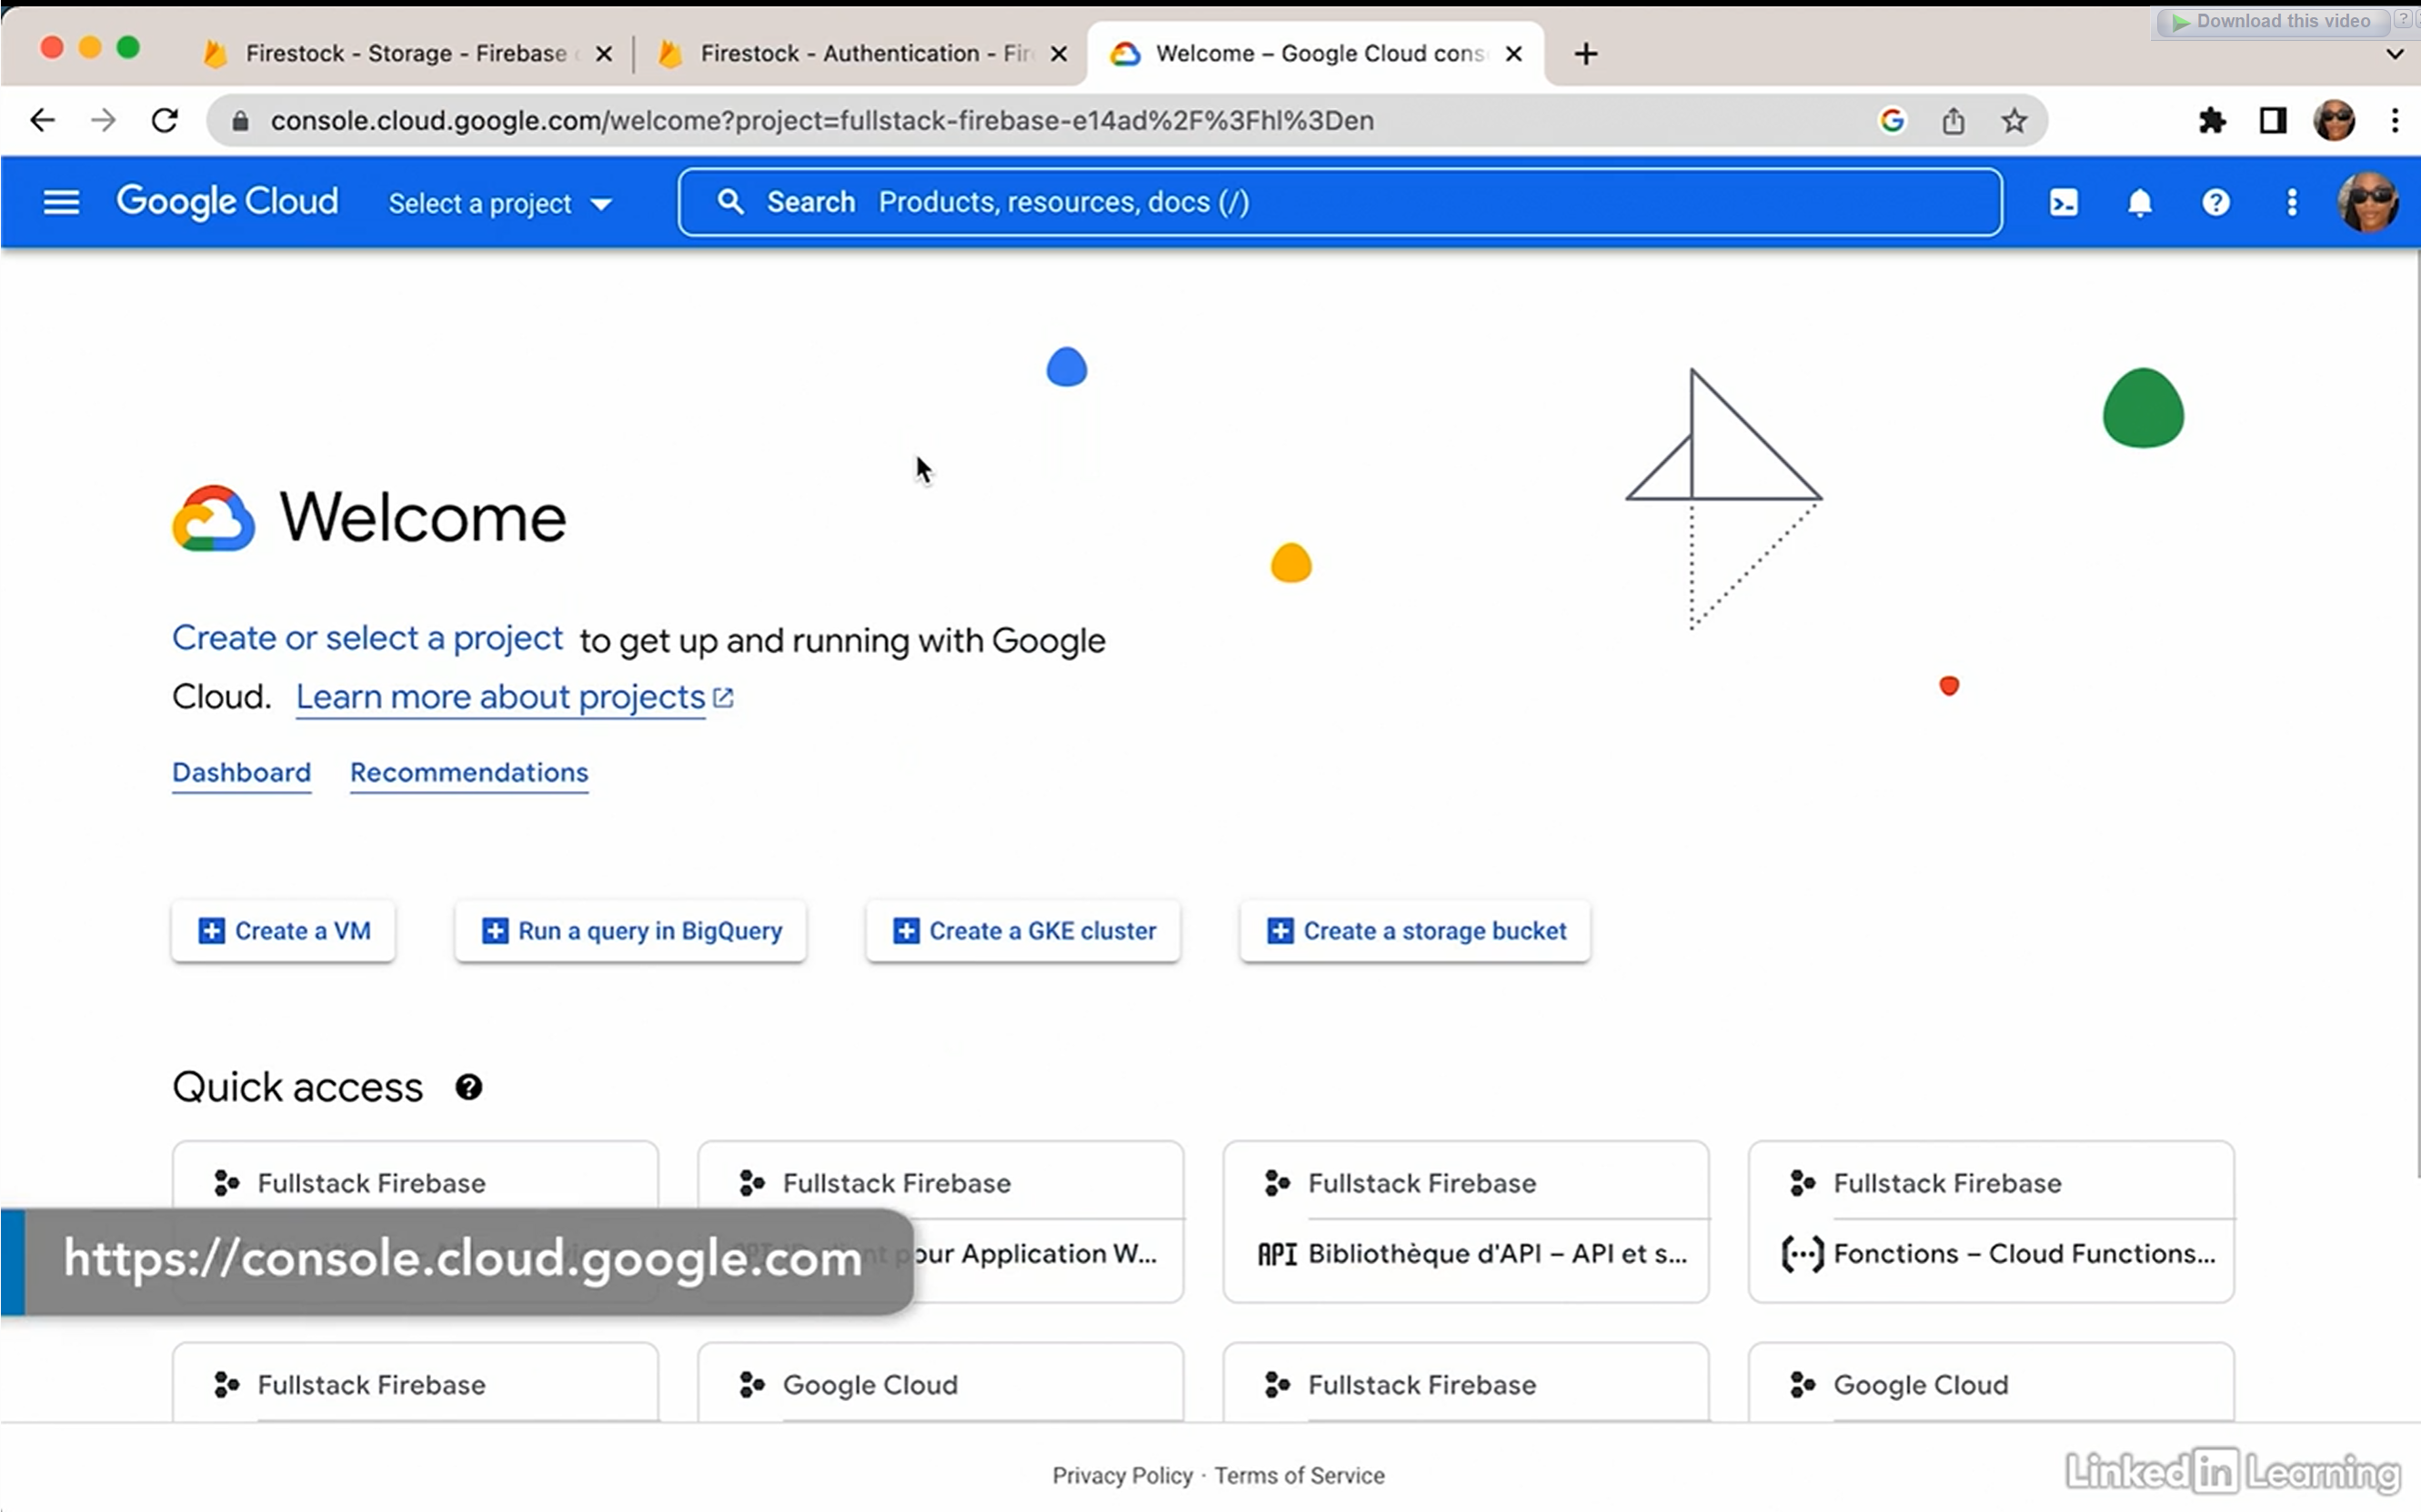 Download this video ?
Firestock - Storage - Firebase
Firestock - Authentication - Fir
Welcome – Google Cloud cons
console.cloud.google.com/welcome?project=fullstack-firebase-e14ad%2F%3Fhl%3Den
Google Cloud
Select a project
Search Products, resources, docs (/)
Welcome
Create or select a project to get up and running with Google
Cloud. Learn more about projects
Dashboard Recommendations
Create a VM
Run a query in BigQuery
Create a GKE cluster
Create a storage bucket
Quick access
Fullstack Firebase
Fullstack Firebase
pour Application W...
Fullstack Firebase
API Bibliothèque d'API – API et s...
Fullstack Firebase
Fonctions – Cloud Functions...
https://console.cloud.google.com
Fullstack Firebase
Google Cloud
Fullstack Firebase
Google Cloud
Privacy Policy · Terms of Service
LinkedIn Learning